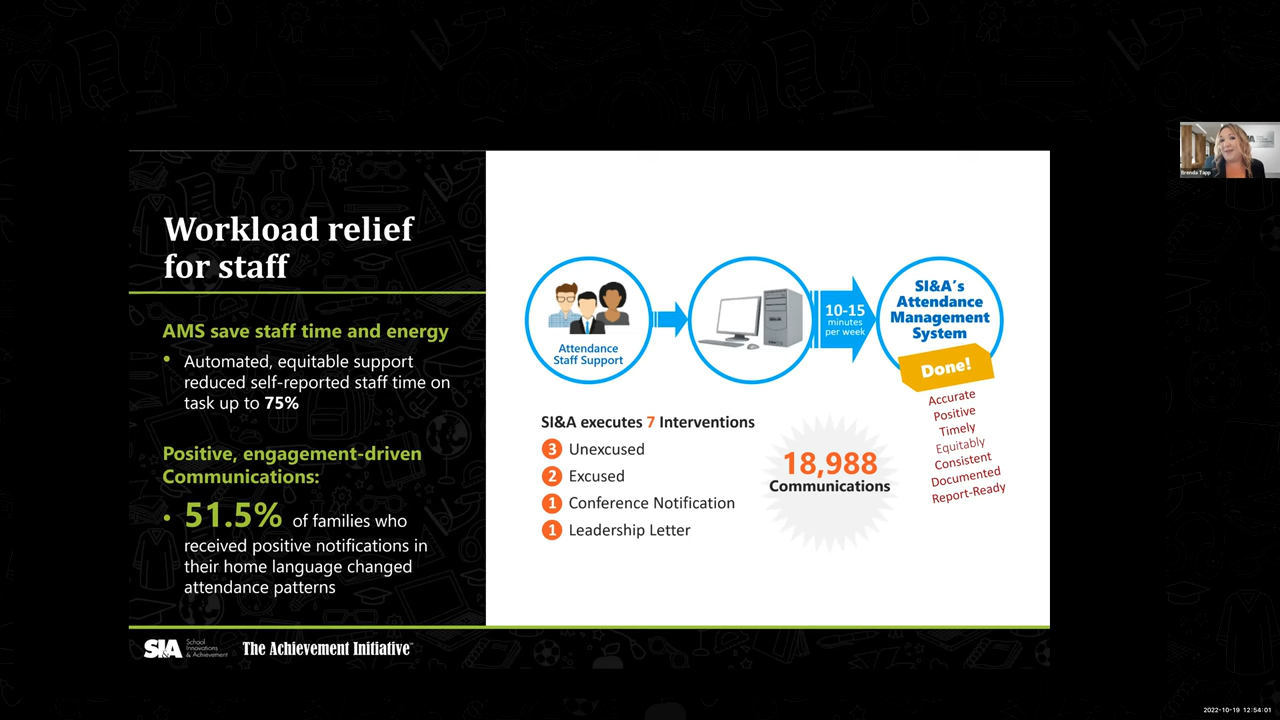 Workload relief
for staff
AMS save staff time and energy
• Automated, equitable support
reduced self-reported staff time on
task up to 75%
Positive, engagement-driven
Communications:
• 51.5% of families who
received positive notifications in
their home language changed
attendance patterns
Attendance
Staff Support
10-15
minutes
per week
SI&A's
Attendance
Management
System
Done!
Accurate
Positive
Timely
Equitably
Consistent
Documented
Report-Ready
SI&A executes 7 Interventions
3 Unexcused
2 Excused
1 Conference Notification
1 Leadership Letter
18,988
Communications
SI&A School
Innovations
& Achievement
The Achievement Initiative
Brenda Tapp
2022-10-19 12:54:01